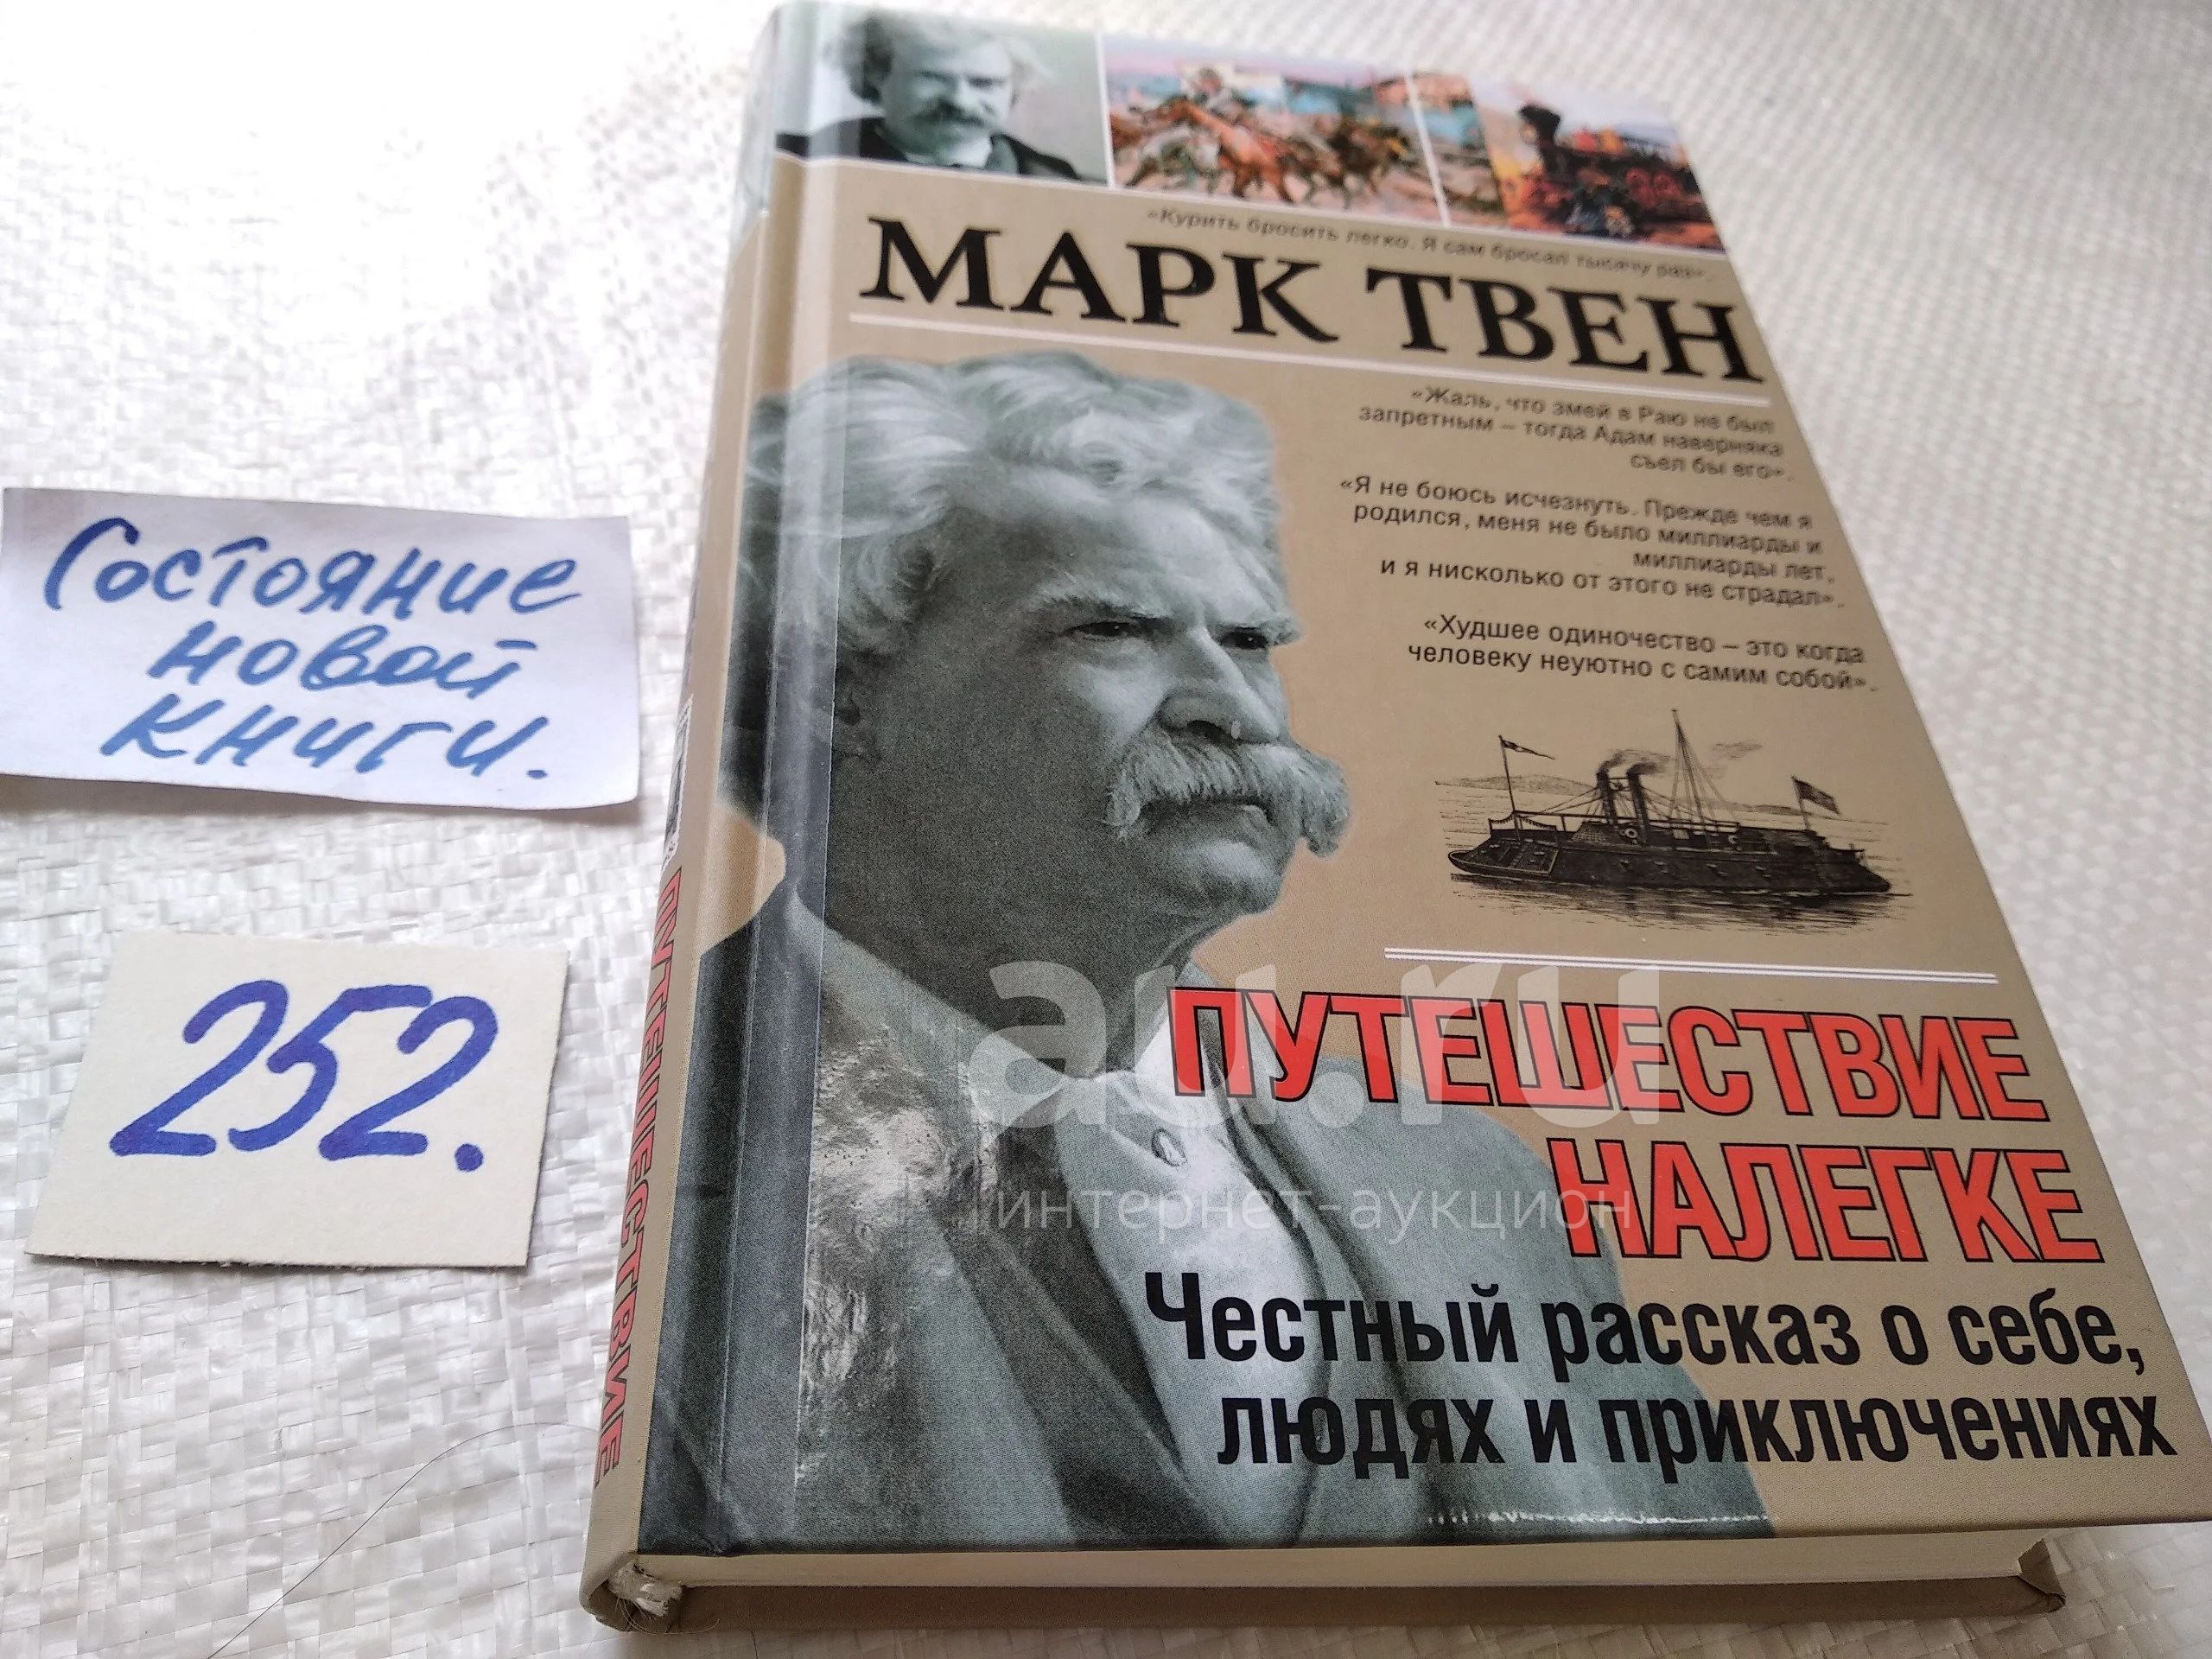 «Курить бросить легко. Я сам бросал тысячу раз».
МАРК ТВЕН
«Жаль, что змей в Раю не был
запретным – тогда Адам наверняка
съел бы его».
«Я не боюсь исчезнуть. Прежде чем я
родился, меня не было миллиарды и
миллиарды лет,
и я нисколько от этого не страдал».
«Худшее одиночество – это когда
человеку неуютно с самим собой».
ПУТЕШЕСТВИЕ
НАЛЕГКЕ
Честный рассказ о себе,
людях и приключениях
ПУТЕШЕСТВИЕ
Состояние
новой
книги.
252.
au.ru
интернет-аукцион